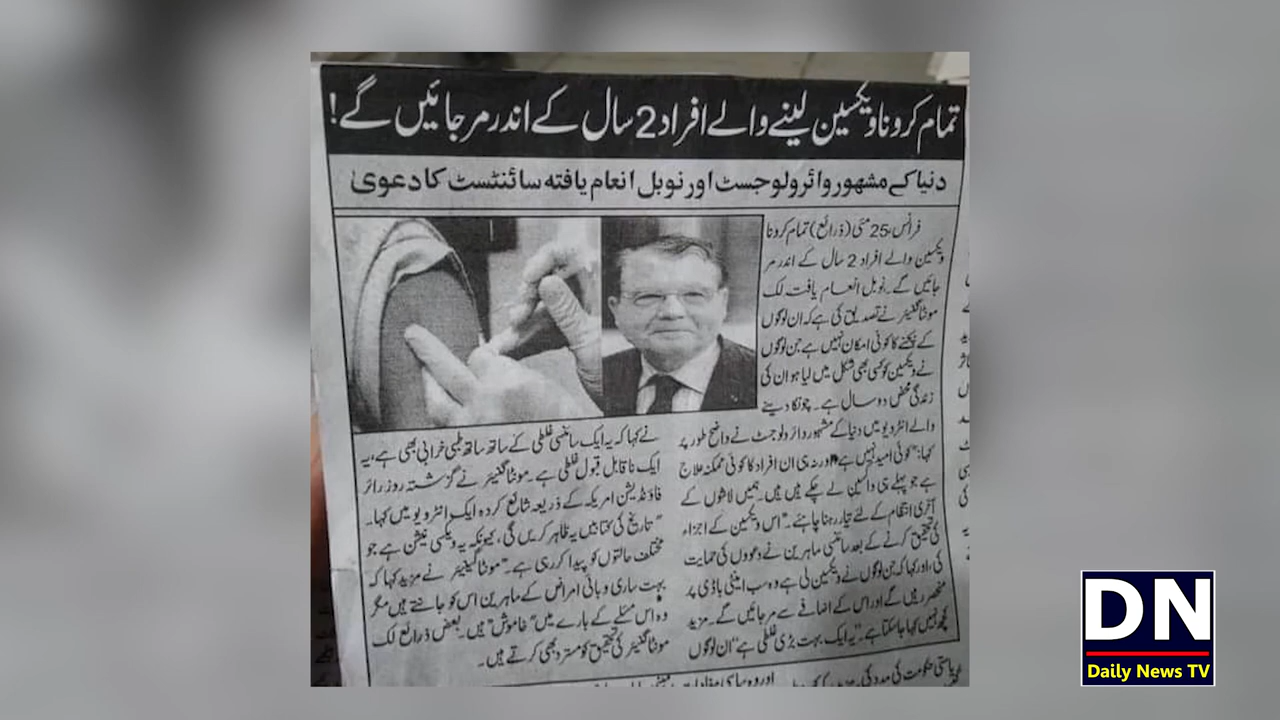 تمام کرونا ویکسین لینے والے افراد 2 سال کے اندر مر جائیں گے!
دنیا کے مشہور وائرولوجسٹ اور نوبل انعام یافتہ سائنٹسٹ کا دعویٰ
فرانس، 25 مئی (ذرائع) تمام کرونا
ویکسین والے افراد 2 سال کے اندر مر
جائیں گے۔ نوبل انعام یافتہ لک
مونٹاگنیئر نے تصدیق کی ہے کہ ان لوگوں
کے بچنے کا کوئی امکان نہیں ہے جن لوگوں
نے ویکسین کو کسی بھی شکل میں لیا ہو ان کی
زندگی محض دو سال ہے۔ چونکا دینے
والے انٹرویو میں دنیا کے مشہور وائرولوجسٹ نے واضح طور پر
کہا: "کوئی امید نہیں ہے، ورنہ ہی ان افراد کا کوئی ممکنہ علاج
ہے جو پہلے ہی واکسین لے چکے ہیں میں۔ ہمیں لاشوں کے
آخری انتظام کے لئے تیار رہنا چاہئے۔" اس ویکسین کے اجزاء
کی تحقیق کرنے کے بعد سائنسی ماہرین نے دعووں کی حمایت
کی، اور کہا کہ جن لوگوں نے ویکسین لی ہے وہ سب اینٹی باڈی پر
منحصر رہیں گے اور اس کے اضافے سے مر جائیں گے۔ مزید
کچھ نہیں کہا جا سکتا ہے۔ "یہ ایک بہت بڑی غلطی ہے" ان لوگوں
نے کہا کہ یہ ایک سائنسی غلطی کے ساتھ ساتھ طبی خرابی بھی ہے، یہ
ایک ناقابل قبول غلطی ہے۔ مونٹاگنیئر نے گزشتہ روز رائر
فاؤنڈیشن امریکہ کے ذریعہ شائع کردہ ایک انٹرویو میں کہا۔
"تاریخ کی کتابیں یہ ظاہر کریں گی، کیونکہ یہ ویکسی نیشن ہے جو
مختلف حالتوں کو پیدا کر رہی ہے۔" مونٹاگنیئر نے مزید کہا کہ
بہت ساری وبائی امراض کے ماہرین اس کو جانتے ہیں مگر
وہ اس مسئلے کے بارے میں "خاموش" ہیں۔ بعض ذرائع لک
مونٹاگنیئر کی تحقیق کو مسترد بھی کرتے ہیں۔
DN
Daily News TV